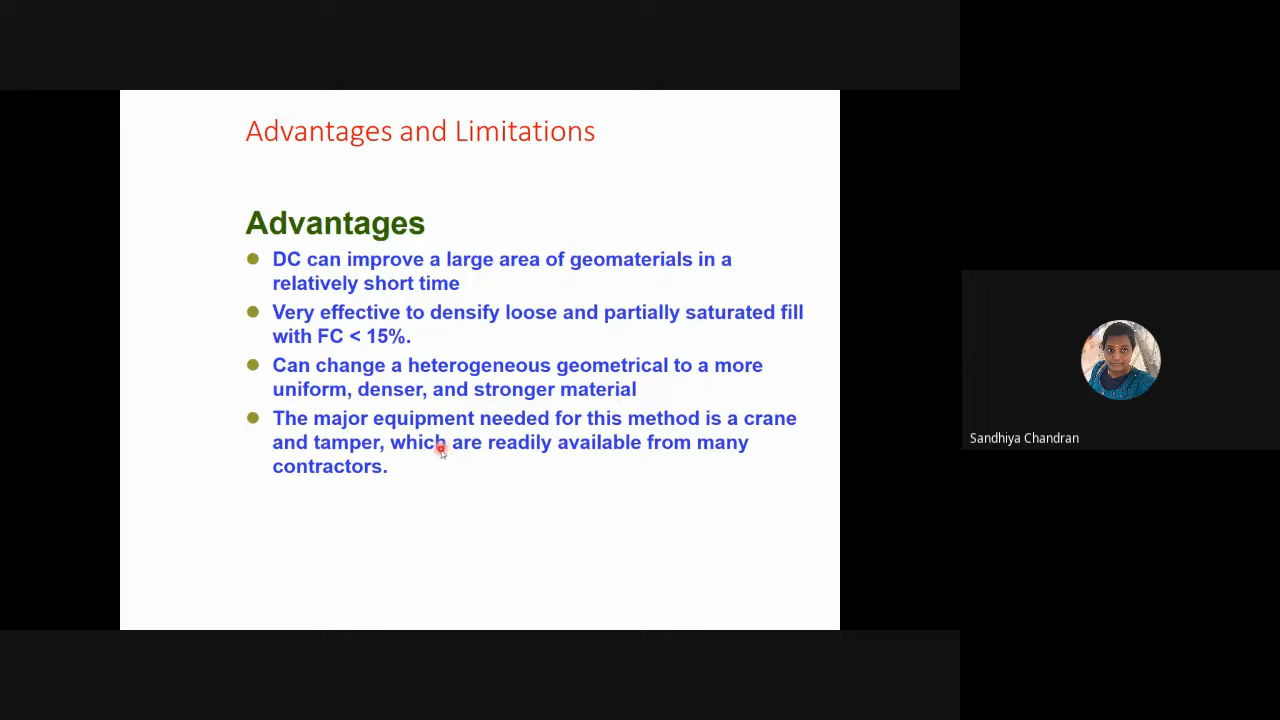 Advantages and Limitations
Advantages
DC can improve a large area of geomaterials in a
relatively short time
Very effective to densify loose and partially saturated fill
with FC < 15%.
Can change a heterogeneous geometrical to a more
uniform, denser, and stronger material
The major equipment needed for this method is a crane
and tamper, which are readily available from many
contractors.
Sandhiya Chandran